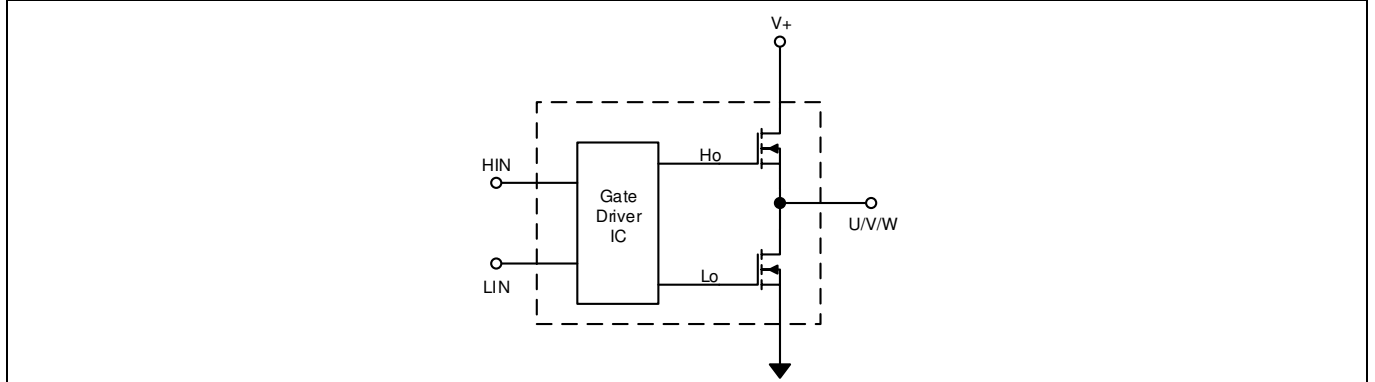 V+
HIN
Ho
Gate
Driver
IC
U/V/W
LIN
Lo